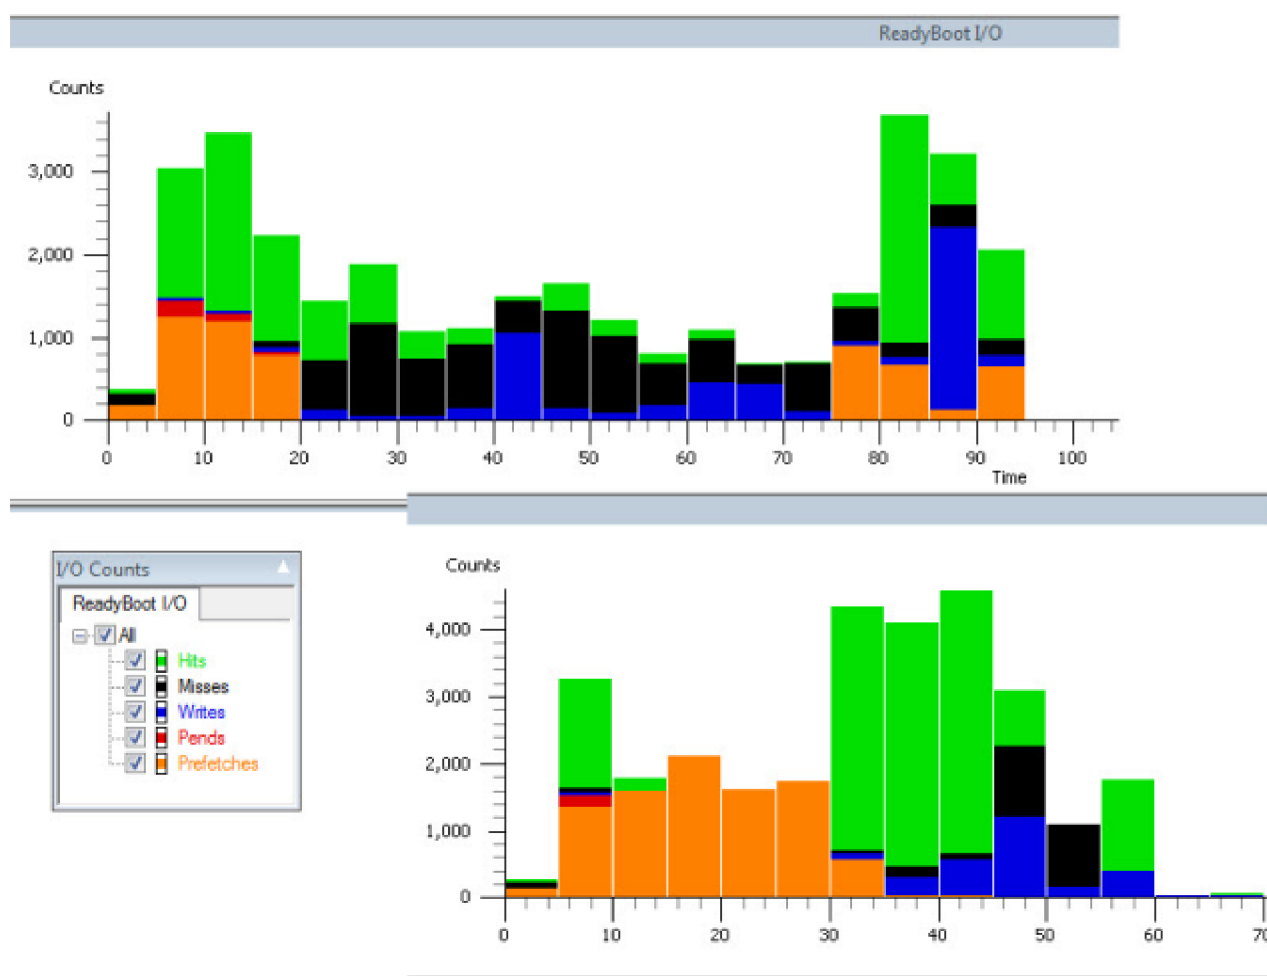 ReadyBoot I/O
Counts
3,000
2,000
1,000
0
0 10 20 30 40 50 60 70 80 90 100
Time
I/O Counts
ReadyBoot I/O
All
Hits
Misses
Writes
Pends
Prefetches
Counts
4,000
3,000
2,000
1,000
0
0 10 20 30 40 50 60 70